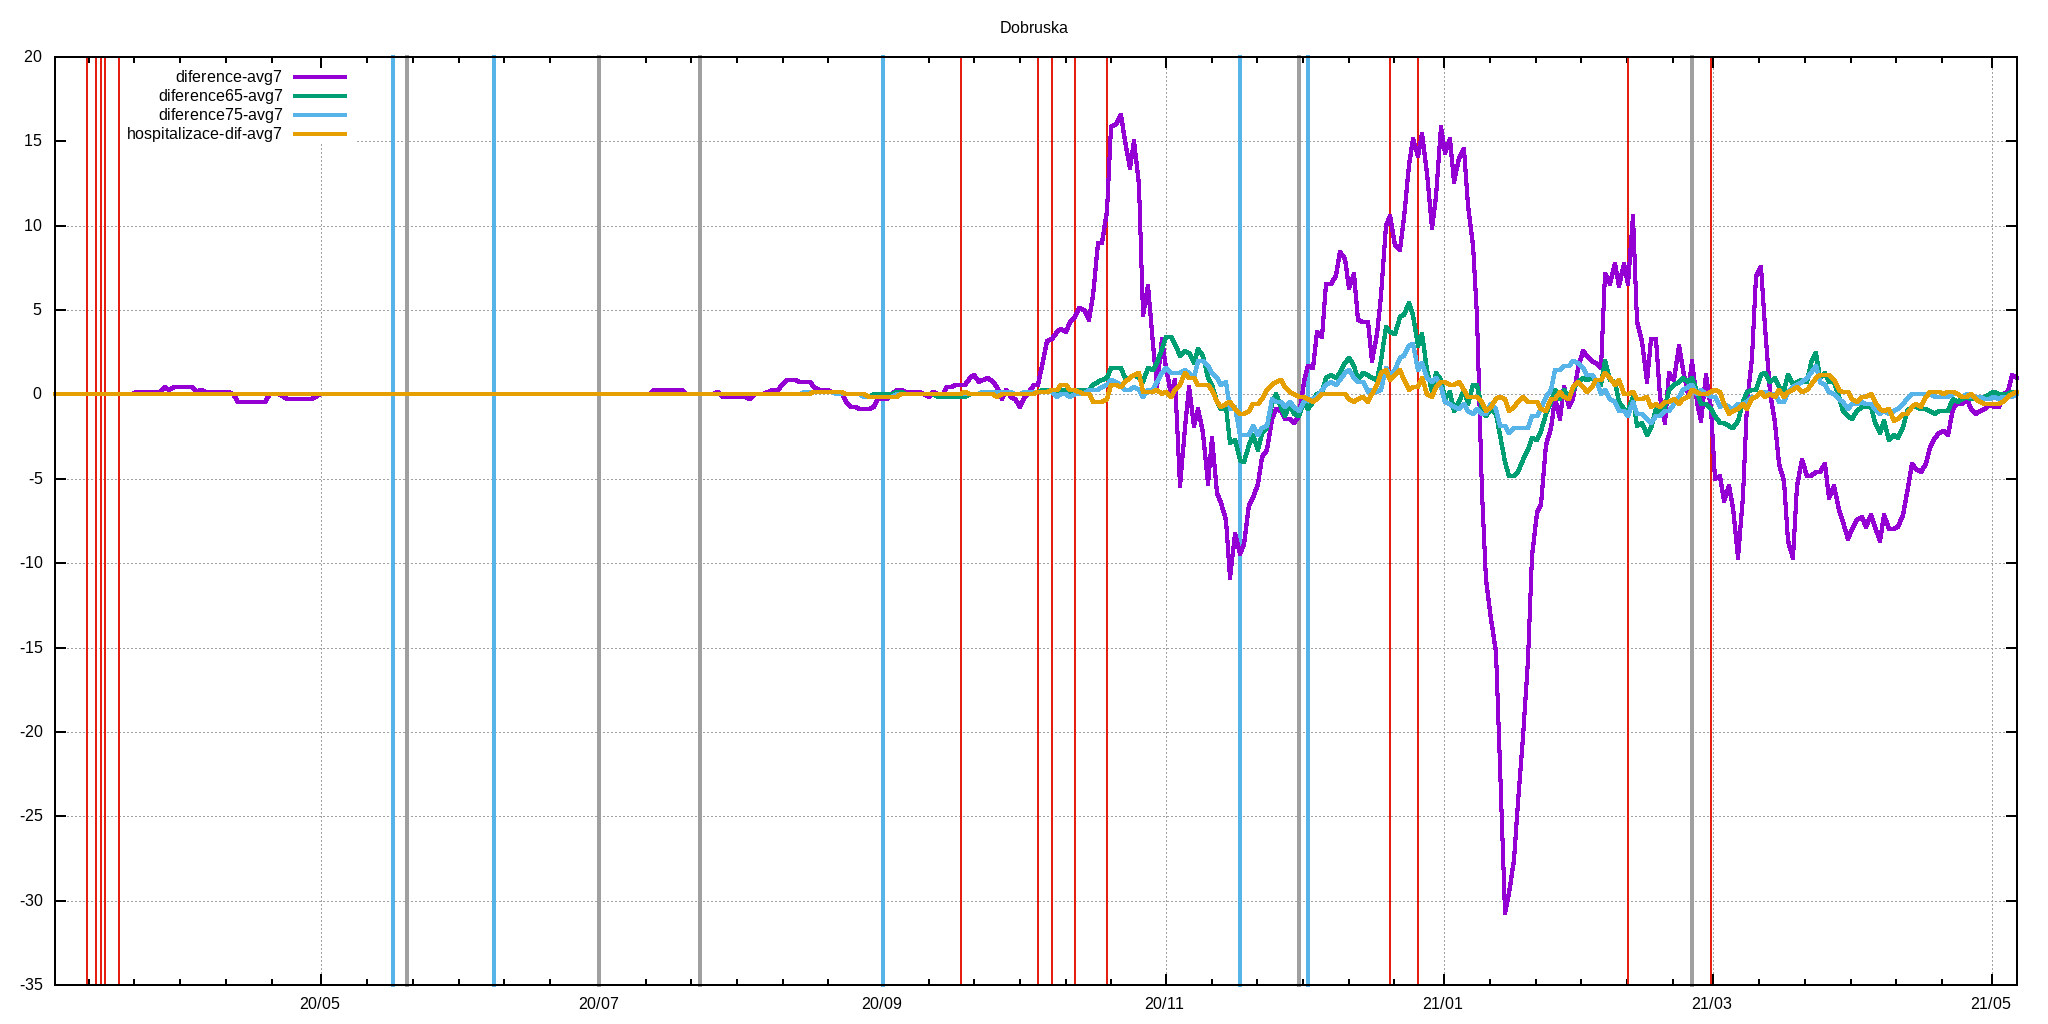 Dobruska
20
15
10
5
0
-5
-10
-15
-20
-25
-30
-35
diference-avg7
diference65-avg7
diference75-avg7
hospitalizace-dif-avg7
20/05 20/07 20/09 20/11 21/01 21/03 21/05